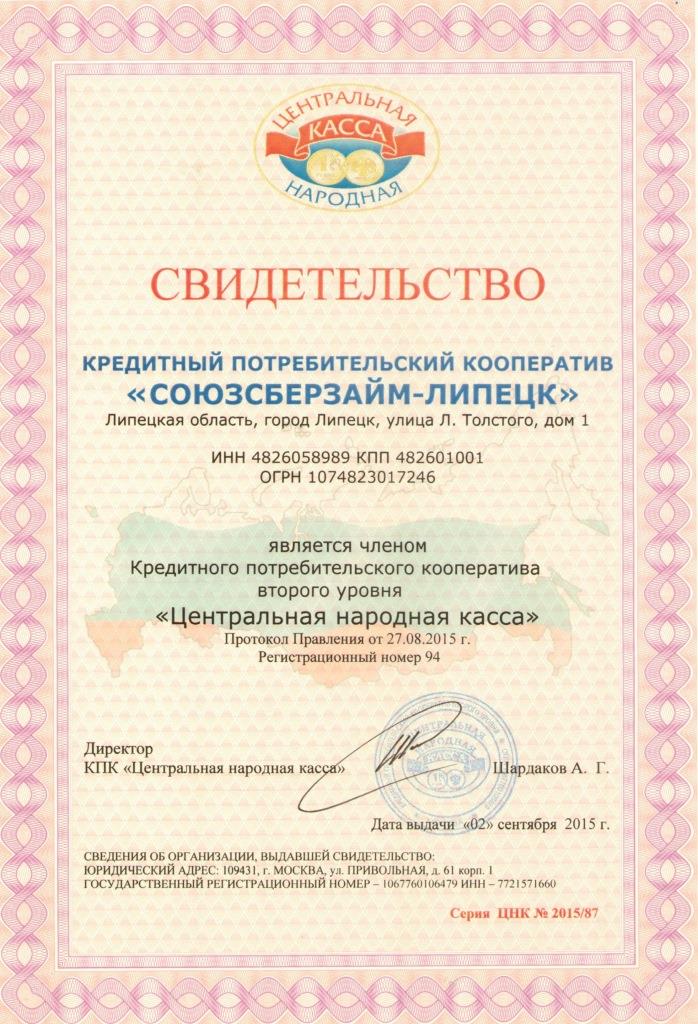 ЦЕНТРАЛЬНАЯ
КАССА
НАРОДНАЯ
СВИДЕТЕЛЬСТВО
КРЕДИТНЫЙ ПОТРЕБИТЕЛЬСКИЙ КООПЕРАТИВ
«СОЮЗСБЕРЗАЙМ-ЛИПЕЦК»
Липецкая область, город Липецк, улица Л. Толстого, дом 1
ИНН 4826058989 КПП 482601001
ОГРН 1074823017246
является членом
Кредитного потребительского кооператива
второго уровня
«Центральная народная касса»
Протокол Правления от 27.08.2015 г.
Регистрационный номер 94
Директор
КПК «Центральная народная касса»
Шардаков А. Г.
ЦЕНТРАЛЬНАЯ
НАРОДНАЯ
КАССА
Дата выдачи «02» сентября 2015 г.
СВЕДЕНИЯ ОБ ОРГАНИЗАЦИИ, ВЫДАВШЕЙ СВИДЕТЕЛЬСТВО:
ЮРИДИЧЕСКИЙ АДРЕС: 109431, г. МОСКВА, ул. ПРИВОЛЬНАЯ, д. 61 корп. 1
ГОСУДАРСТВЕННЫЙ РЕГИСТРАЦИОННЫЙ НОМЕР – 1067760106479 ИНН – 7721571660
Серия ЦНК № 2015/87